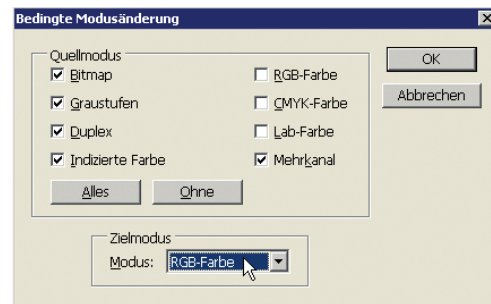 Bedingte Modusänderung
Quellmodus
Bitmap
RGB-Farbe
Graustufen
CMYK-Farbe
Duplex
Lab-Farbe
Indizierte Farbe
Mehrkanal
Alles
Ohne
OK
Abbrechen
Zielmodus
Modus: RGB-Farbe